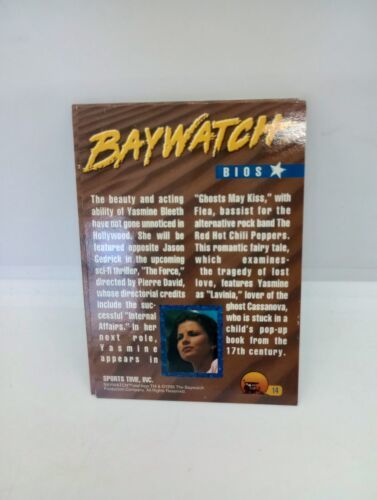 BAYWATCH
BIOS
The beauty and acting
ability of Yasmine Bleeth
have not gone unnoticed in
Hollywood. She will be
featured opposite Jason
Gedrick in the upcoming
sci-fi thriller, "The Force,"
directed by Pierre David,
whose directorial credits
include the suc-
cessful "Internal
Affairs." In her
next role,
Yasmine
appears in
"Ghosts May Kiss," with
Flea, bassist for the
alternative rock band The
Red Hot Chili Peppers.
This romantic fairy tale,
which examines-
the tragedy of lost
love, features Yasmine
as "Lavinia," lover of the
ghost Cassanova,
who is stuck in a
child's pop-up
book from the
17th century.
SPORTS TIME, INC.
Production Company. All Rights Reserved.
14